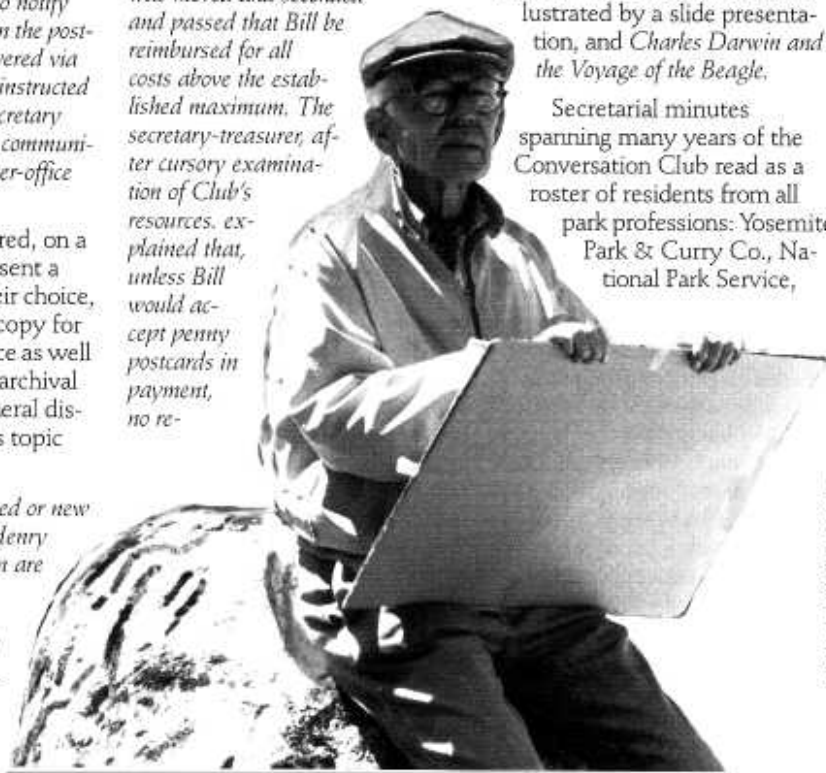 o notify
n the post-
vered via
instructed
cretary
communi-
er-office
red, on a
sent a
eir choice,
copy for
ce as well
archival
neral dis-
s topic
ed or new
Henry
n are
and passed that Bill be
reimbursed for all
costs above the estab-
lished maximum. The
secretary-treasurer, af-
ter cursory examina-
tion of Club's
resources, ex-
plained that,
unless Bill
would ac-
cept penny
postcards in
payment,
no re-
lustrated by a slide presenta-
tion, and Charles Darwin and
the Voyage of the Beagle.
Secretarial minutes
spanning many years of the
Conversation Club read as a
roster of residents from all
park professions: Yosemite
Park & Curry Co., Na-
tional Park Service,